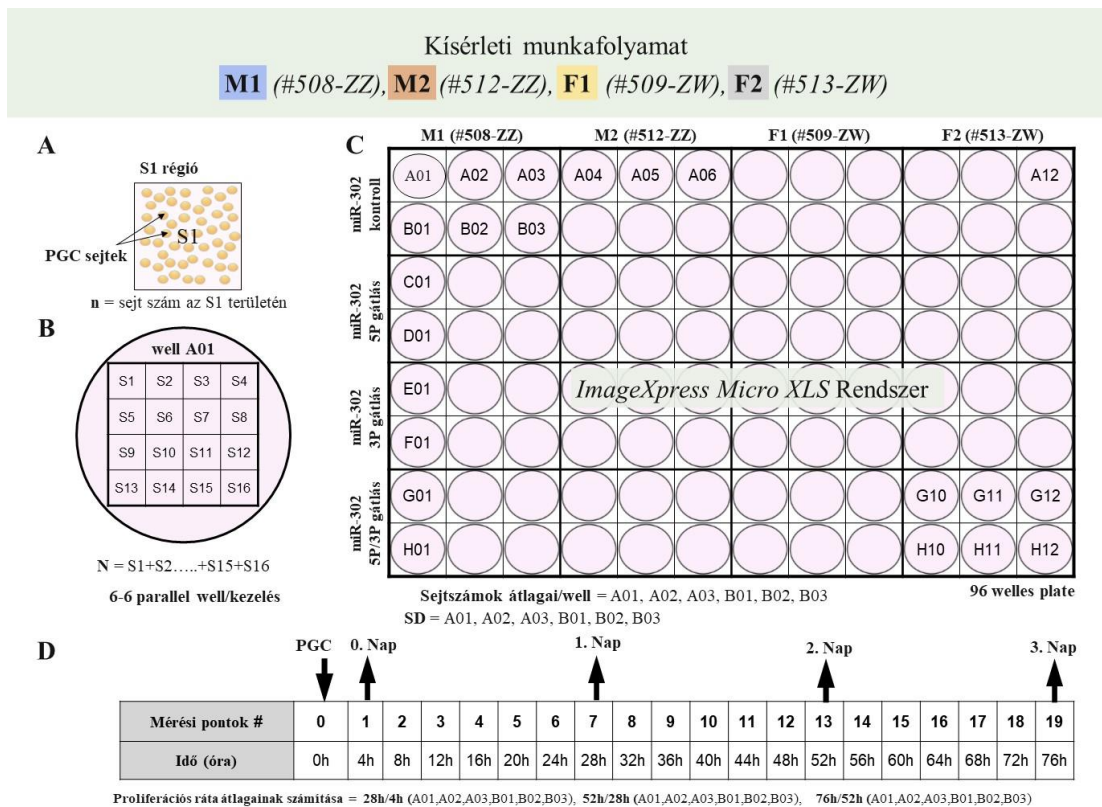 Kísérleti munkafolyamat
M1 (#508-ZZ), M2 (#512-ZZ), F1 (#509-ZW), F2 (#513-ZW)
A
S1 régió
S1
PGC sejtek
n = sejt szám az S1 területén
B
well A01
S1 S2 S3 S4
S5 S6 S7 S8
S9 S10 S11 S12
S13 S14 S15 S16
N = S1+S2…..+S15+S16
6-6 parallel well/kezelés
C
M1 (#508-ZZ) M2 (#512-ZZ) F1 (#509-ZW) F2 (#513-ZW)
miR-302
kontroll
A01 A02 A03 A04 A05 A06 A12
B01 B02 B03
miR-302
5P gátlás
C01
D01
miR-302
3P gátlás
E01
ImageXpress Micro XLS Rendszer
F01
miR-302
5P/3P gátlás
G01 G10 G11 G12
H01 H10 H11 H12
Sejtszámok átlagai/well = A01, A02, A03, B01, B02, B03
96 welles plate
SD = A01, A02, A03, B01, B02, B03
D
PGC 0. Nap 1. Nap 2. Nap 3. Nap
Mérési pontok # 0 1 2 3 4 5 6 7 8 9 10 11 12 13 14 15 16 17 18 19
Idő (óra) 0h 4h 8h 12h 16h 20h 24h 28h 32h 36h 40h 44h 48h 52h 56h 60h 64h 68h 72h 76h
Proliferációs ráta átlagainak számítása = 28h/4h (A01,A02,A03,B01,B02,B03), 52h/28h (A01,A02,A03,B01,B02,B03), 76h/52h (A01,A02,A03,B01,B02,B03)